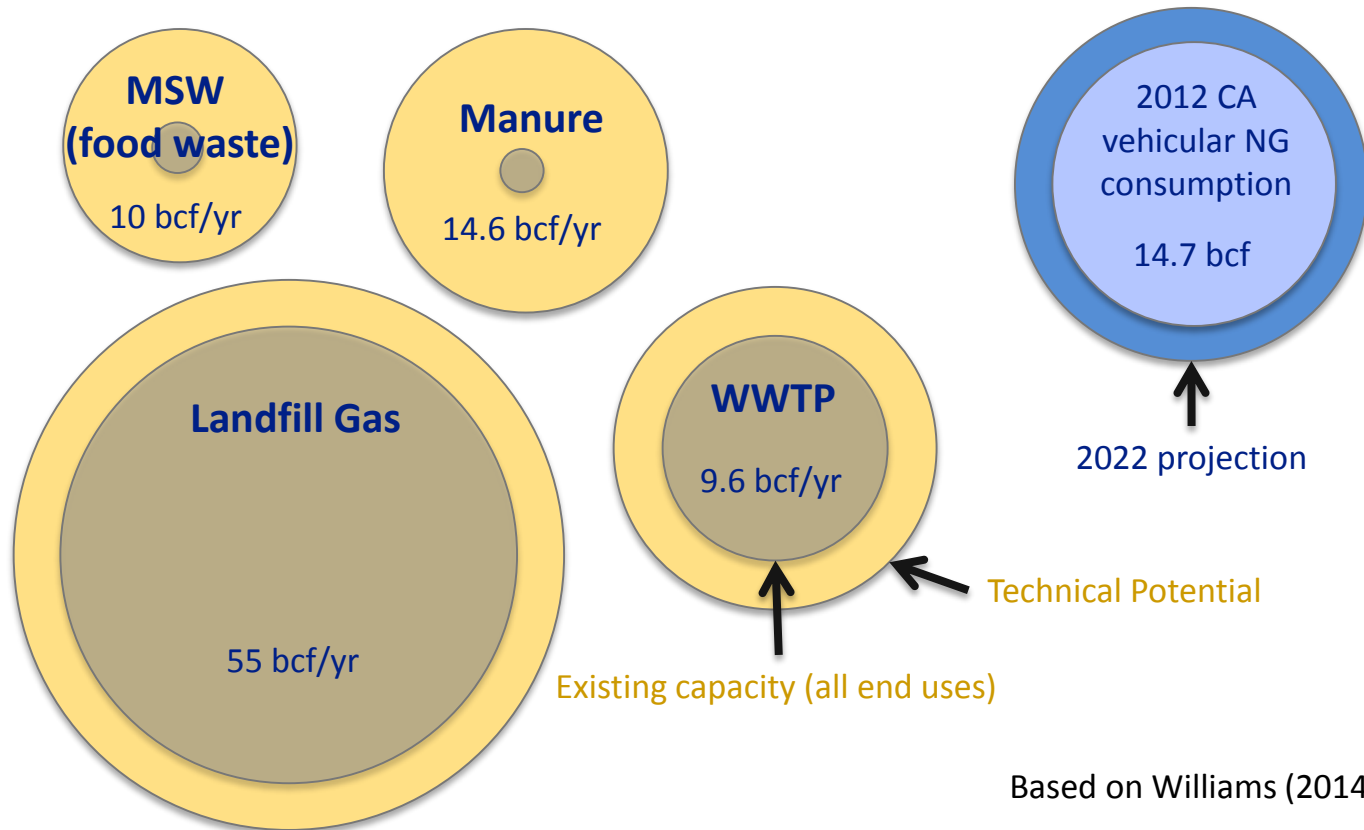 MSW
(food waste)
10 bcf/yr
Manure
14.6 bcf/yr
2012 CA
vehicular NG
consumption
14.7 bcf
2022 projection
Landfill Gas
55 bcf/yr
WWTP
9.6 bcf/yr
Technical Potential
Existing capacity (all end uses)
Based on Williams (2014